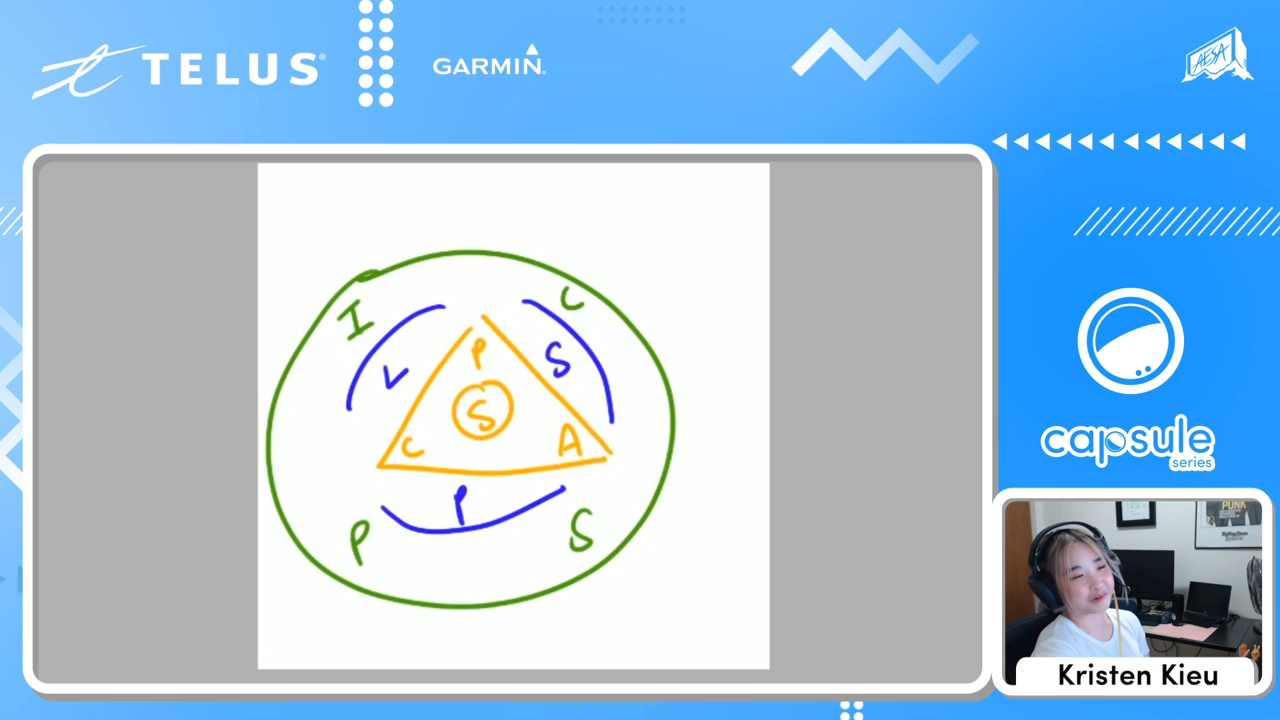 TELUS®
GARMIN®
AESA
I
C
L
P
S
S
C
A
P
P
S
capsule
series
PUNK
Kristen Kieu